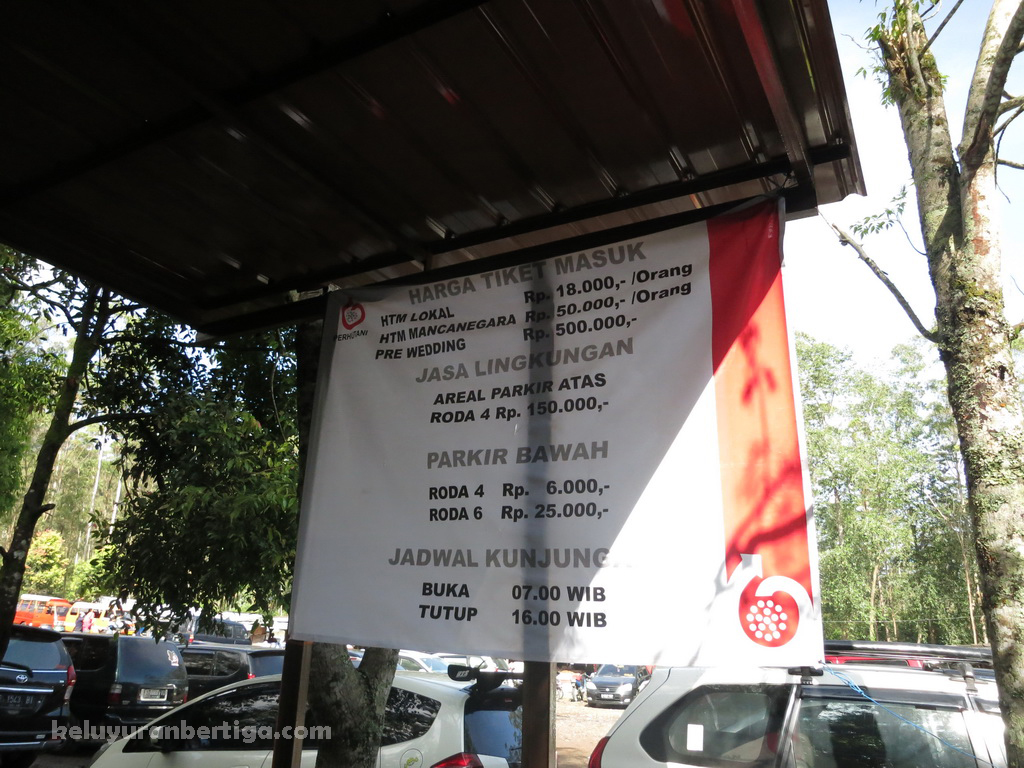 HARGA TIKET MASUK
HTM LOKAL Rp. 18.000,- /Orang
HTM MANCANEGARA Rp. 50.000,- /Orang
PRE WEDDING Rp. 500.000,-
PERHUTANI
JASA LINGKUNGAN
AREAL PARKIR ATAS
RODA 4 Rp. 150.000,-
PARKIR BAWAH
RODA 4 Rp. 6.000,-
RODA 6 Rp. 25.000,-
JADWAL
BUKA 07.00 WIB
TUTUP 16.00 WIB
keluyuranbertiga.com